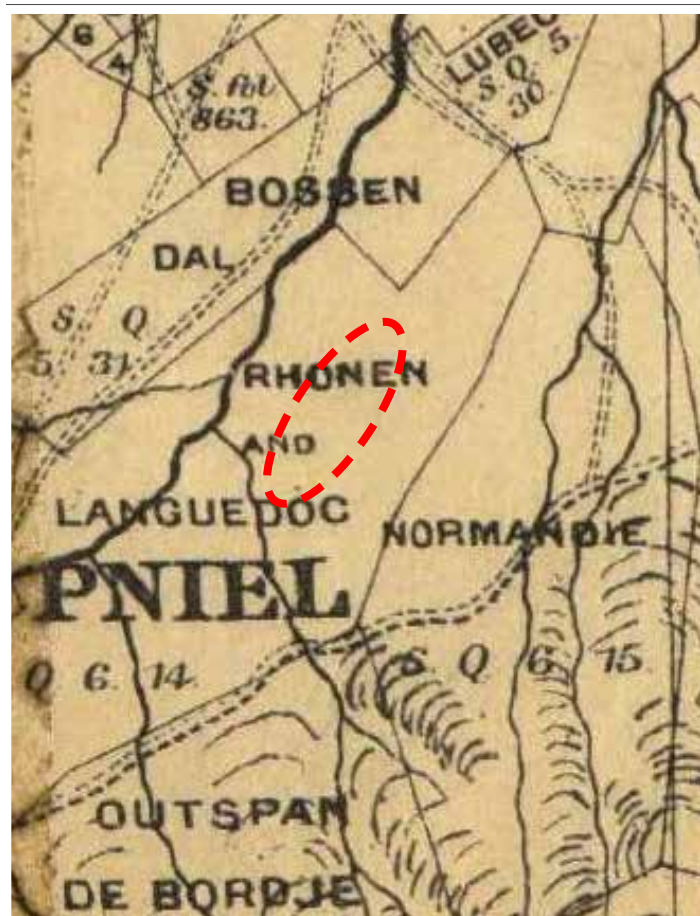 6
4
S. fol
863.
LUBEC
S. Q. 5.
30.
BOSSEN
DAL
S Q
5 31
RHONEN
AND
LANGUEDOC
NORMANDIE
PNIEL
Q 6. 14.
S. Q 6. 15.
OUTSPAN
DE BORDJE